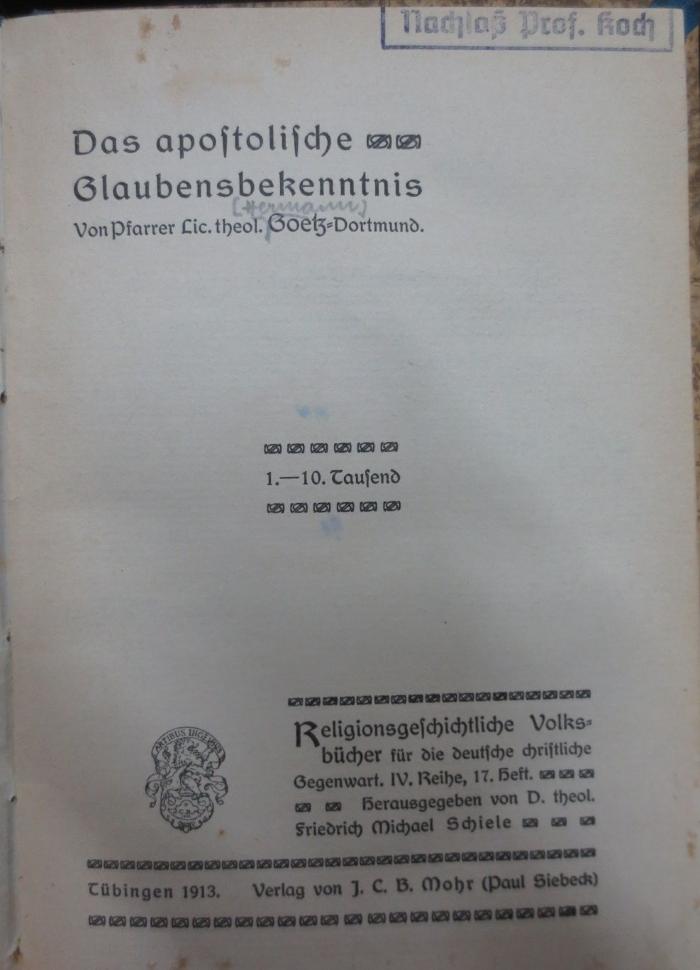 Nachlaß Prof. Koch
Das apoſtoliſche
Glaubensbekenntnis
(Hermann)
Von Pfarrer Lic. theol. Goetz-Dortmund.
1.—10. Tauſend
Religionsgeſchichtliche Volks-
bücher für die deutſche chriſtliche
Gegenwart. IV. Reihe, 17. Heft.
Herausgegeben von D. theol.
Friedrich Michael Schiele
Tübingen 1913. Verlag von J. C. B. Mohr (Paul Siebeck)